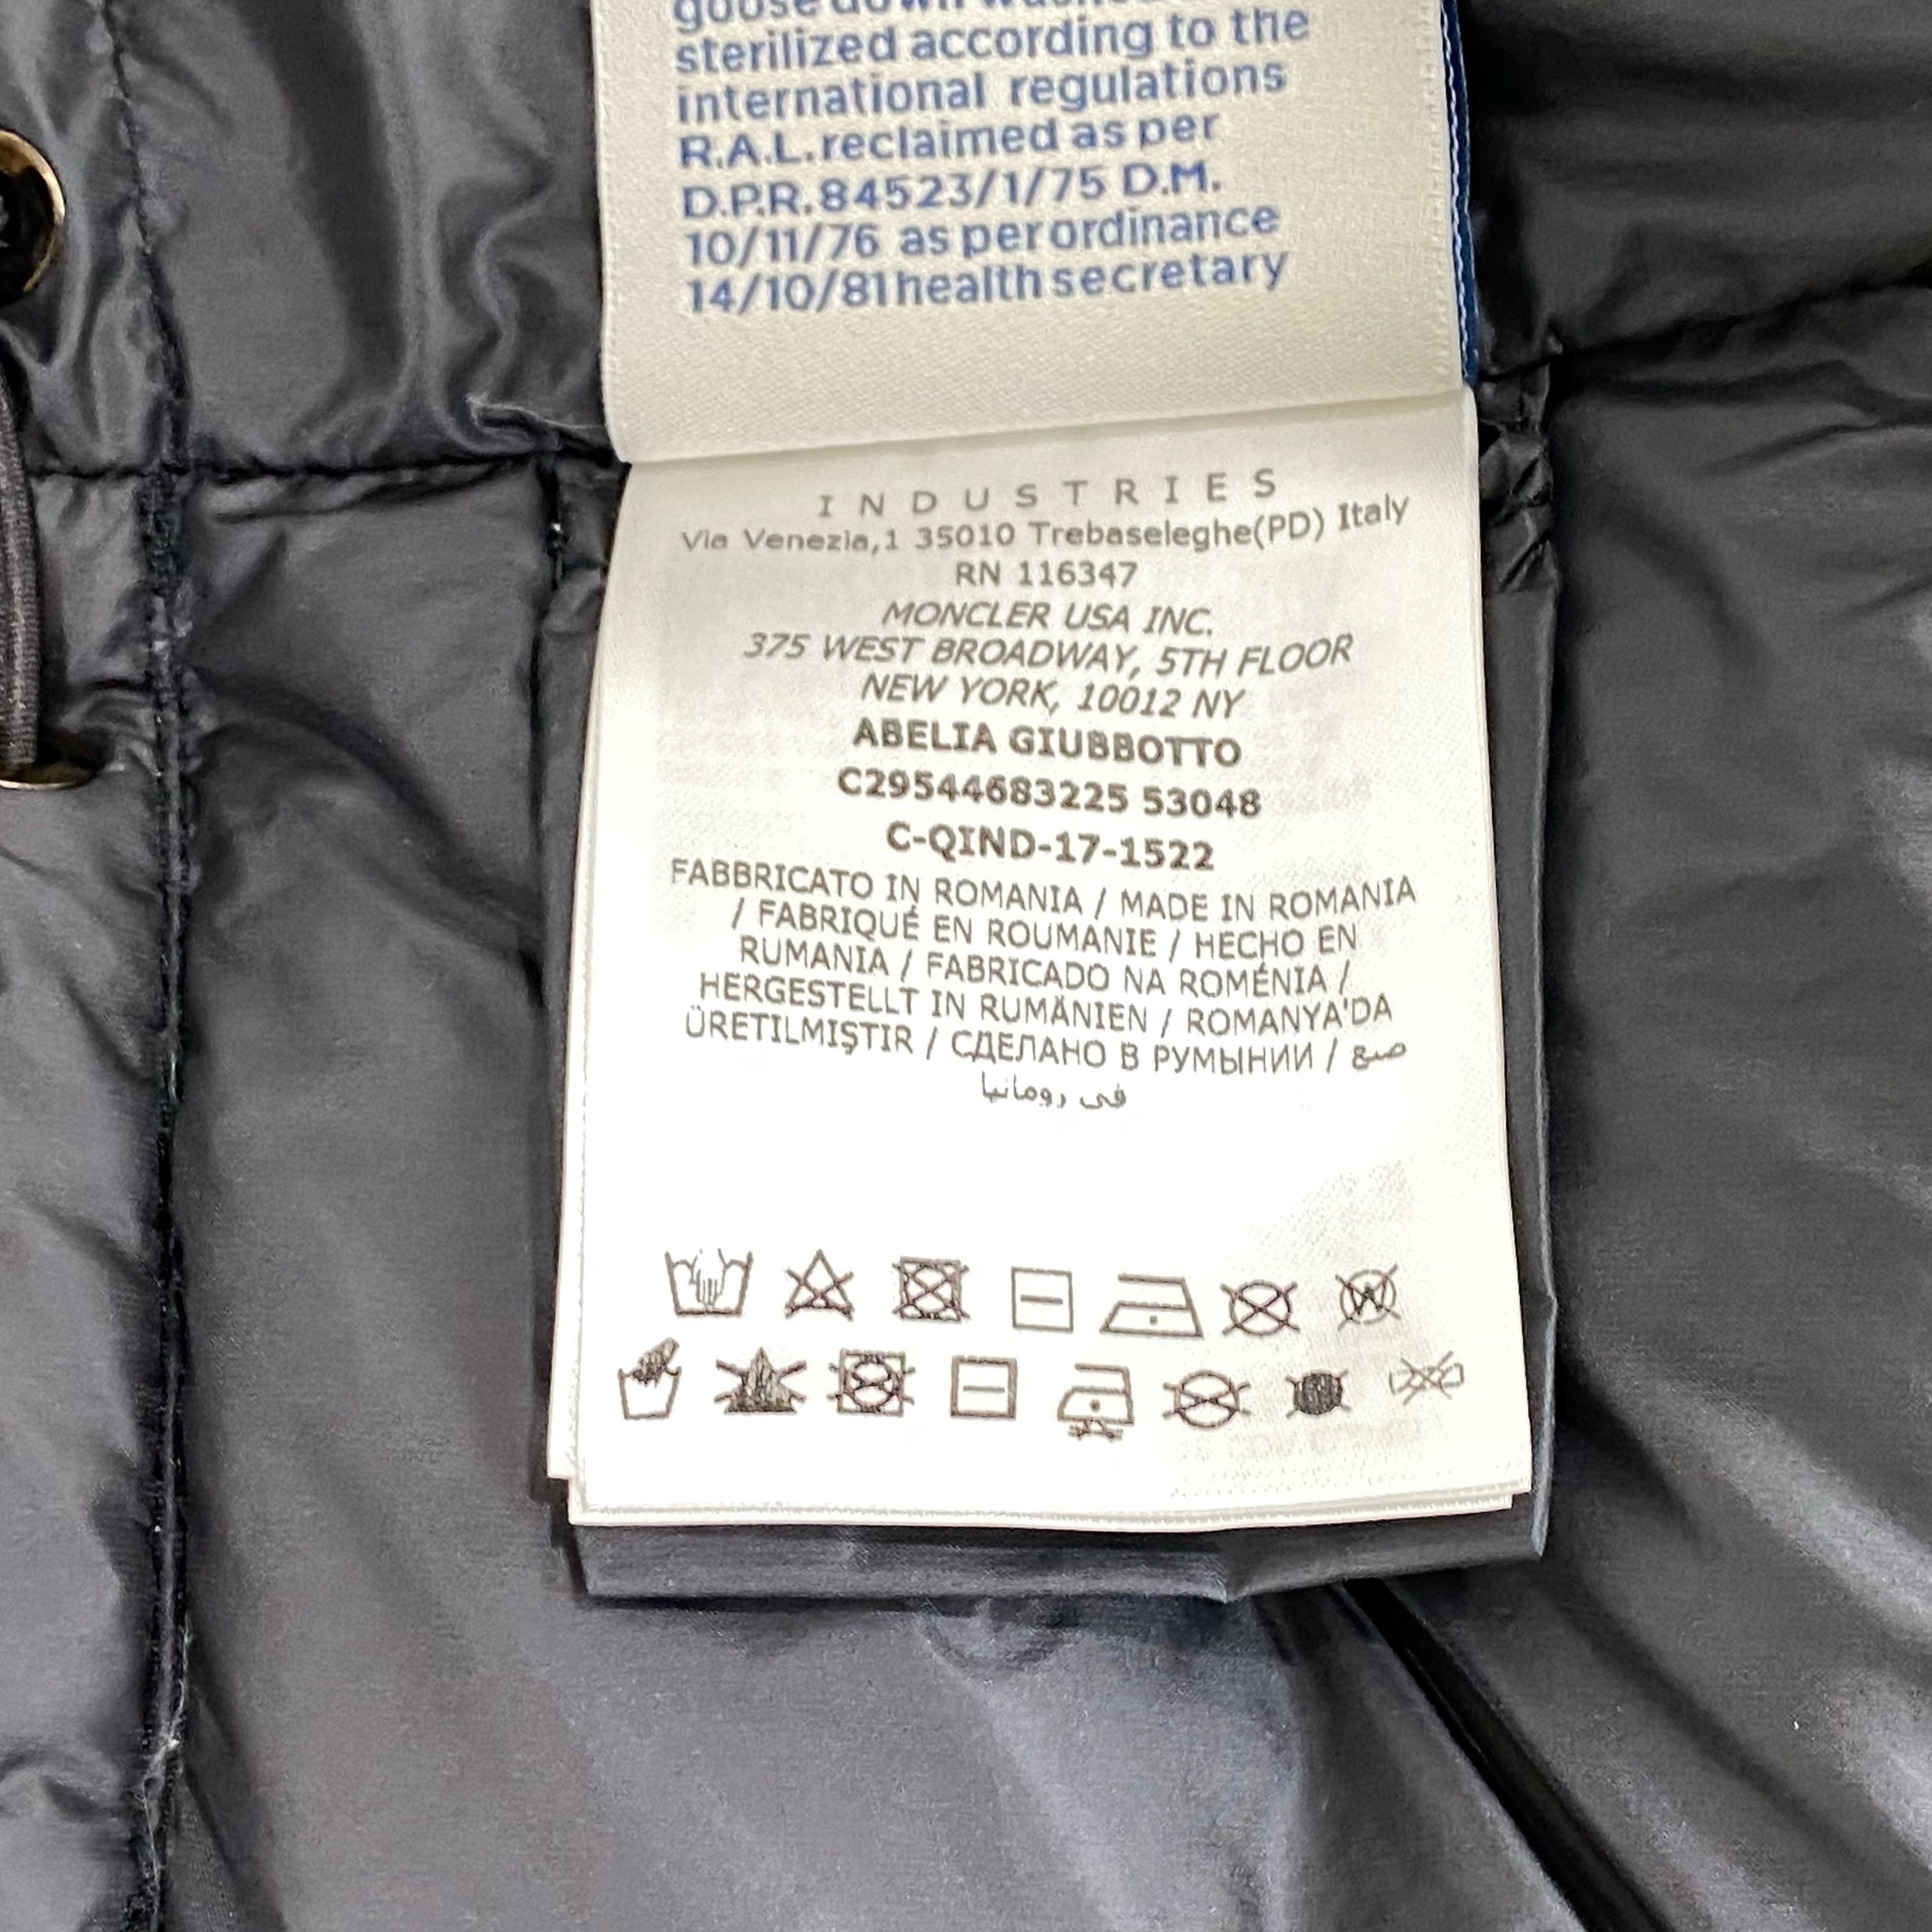 goose down washed
sterilized according to the
international regulations
R.A.L.reclaimed as per
D.P.R.84523/1/75 D.M.
10/11/76 as per ordinance
14/10/81 health secretary
INDUSTRIES
Via Venezia,1 35010 Trebaseleghe(PD) Italy
RN 116347
MONCLER USA INC.
375 WEST BROADWAY, 5TH FLOOR
NEW YORK, 10012 NY
ABELIA GIUBBOTTO
C29544683225 53048
C-QIND-17-1522
FABBRICATO IN ROMANIA / MADE IN ROMANIA
/ FABRIQUÉ EN ROUMANIE / HECHO EN
RUMANIA / FABRICADO NA ROMÉNIA /
HERGESTELLT IN RUMÄNIEN / ROMANYA'DA
ÜRETILMIŞTIR / СДЕЛАНО В РУМЫНИИ / صنع
في رومانيا
W